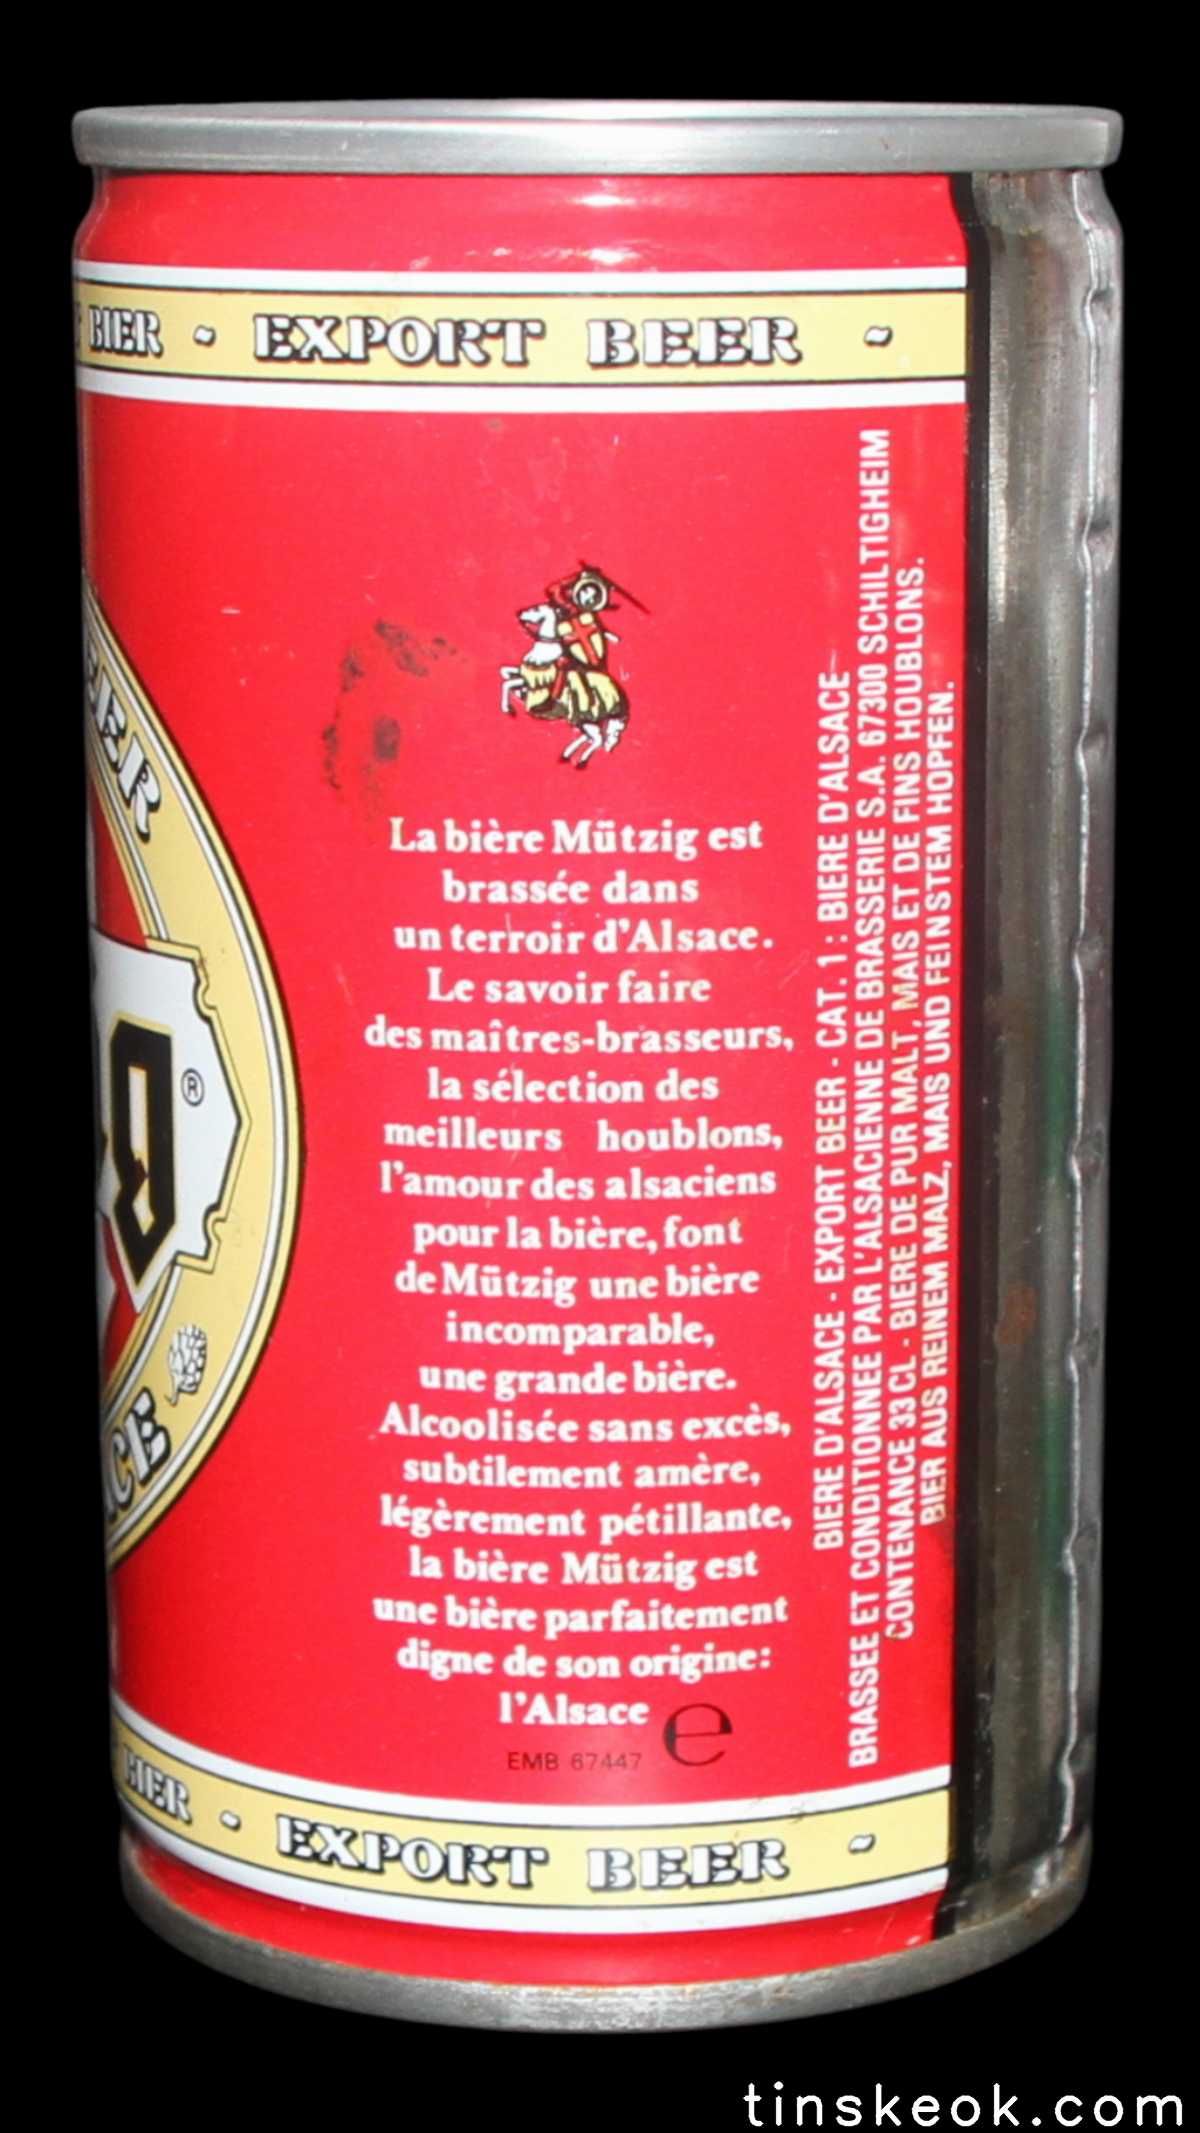 BIER ~ EXPORT BEER ~
EER
®
CE
La bière Mützig est
brassée dans
un terroir d'Alsace.
Le savoir faire
des maîtres-brasseurs,
la sélection des
meilleurs houblons,
l'amour des alsaciens
pour la bière, font
de Mützig une bière
incomparable,
une grande bière.
Alcoolisée sans excès,
subtilement amère,
légèrement pétillante,
la bière Mützig est
une bière parfaitement
digne de son origine:
l'Alsace
e
EMB 67447
BIERE D'ALSACE - EXPORT BEER - CAT. 1 : BIERE D'ALSACE
BRASSEE ET CONDITIONNEE PAR L'ALSACIENNE DE BRASSERIE S.A. 67300 SCHILTIGHEIM
CONTENANCE 33 CL - BIERE DE PUR MALT, MAIS ET DE FINS HOUBLONS.
BIER AUS REINEM MALZ, MAIS UND FEINSTEM HOPFEN.
BIER ~ EXPORT BEER ~
tinskeok.com